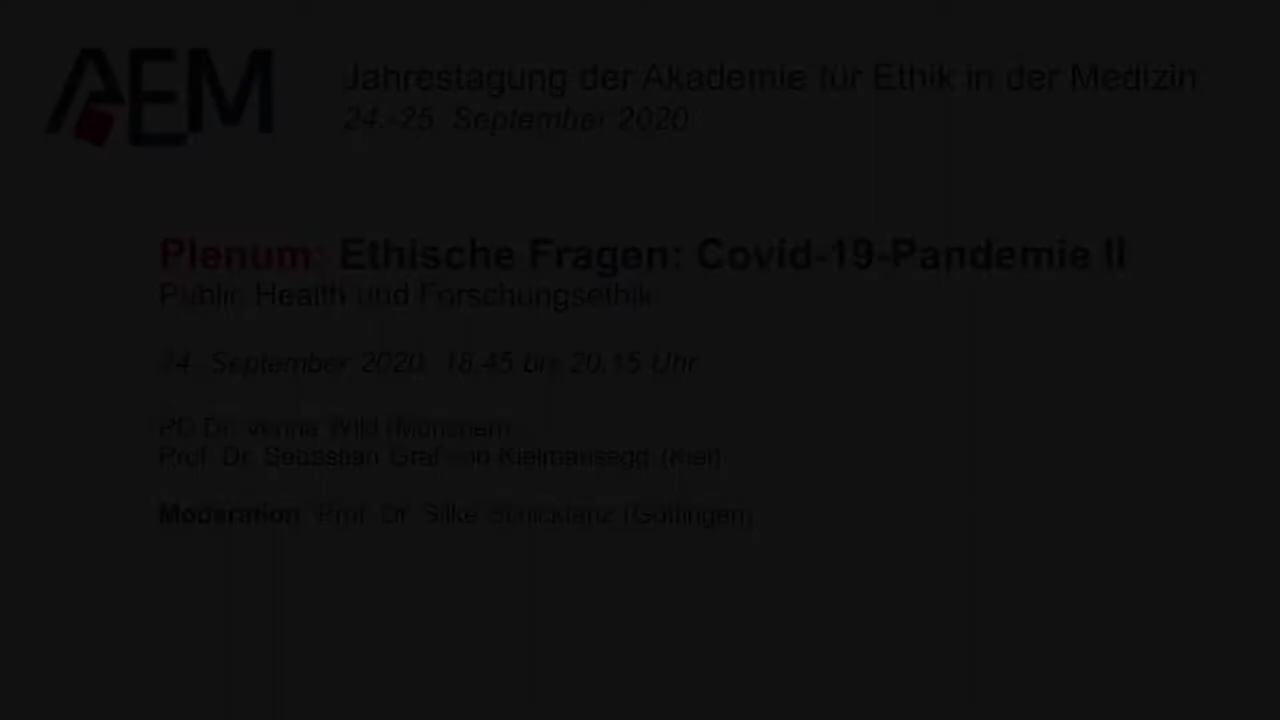 AEM
Jahrestagung der Akademie für Ethik in der Medizin
24.-25. September 2020
Plenum: Ethische Fragen: Covid-19-Pandemie II
Public Health und Forschungsethik
24. September 2020, 18.45 bis 20.15 Uhr
PD Dr. Verina Wild (München)
Prof. Dr. Sebastian Graf von Kielmansegg (Kiel)
Moderation: Prof. Dr. Silke Schicktanz (Göttingen)